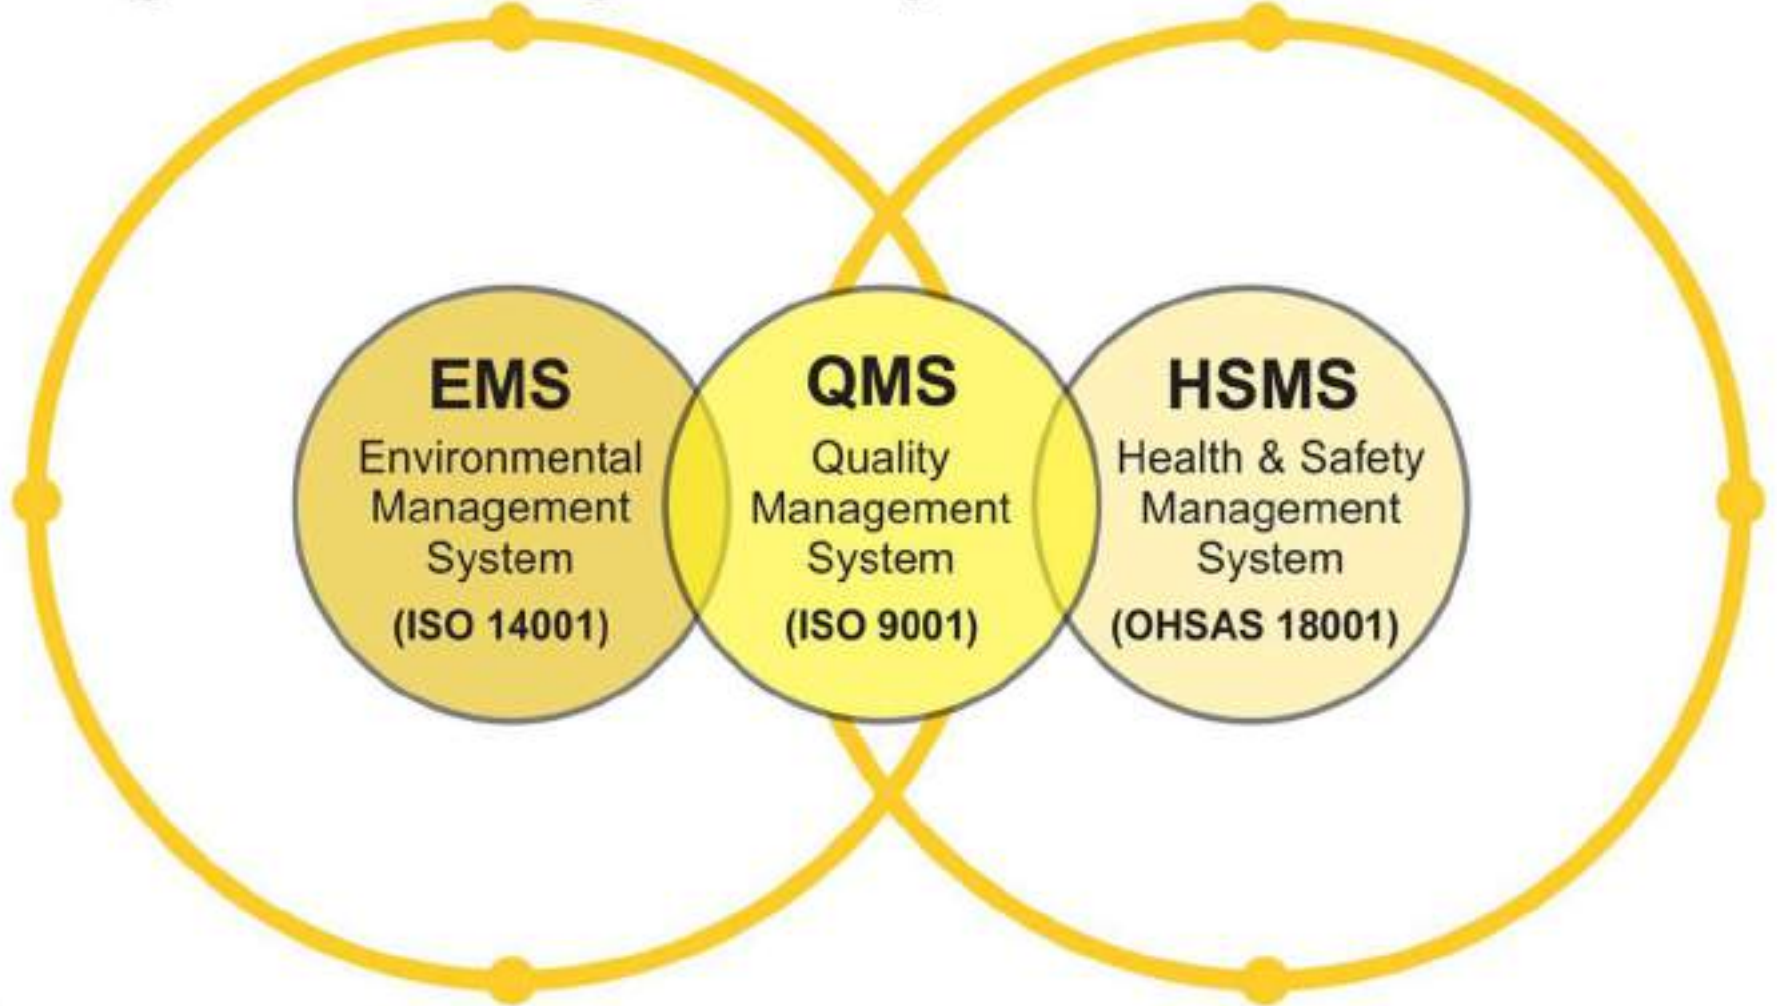 EMS
Environmental
Management
System
(ISO 14001)
QMS
Quality
Management
System
(ISO 9001)
HSMS
Health & Safety
Management
System
(OHSAS 18001)